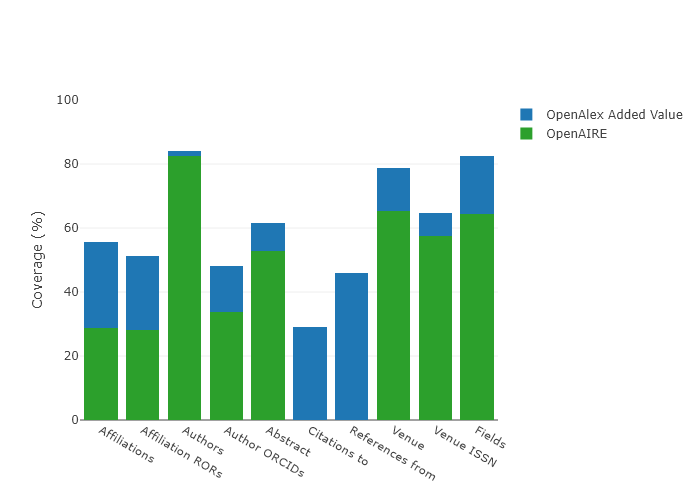 100
80
60
40
20
0
Coverage (%)
Affiliations
Affiliation RORs
Authors
Author ORCIDs
Abstract
Citations to
References from
Venue
Venue ISSN
Fields
OpenAlex Added Value
OpenAIRE